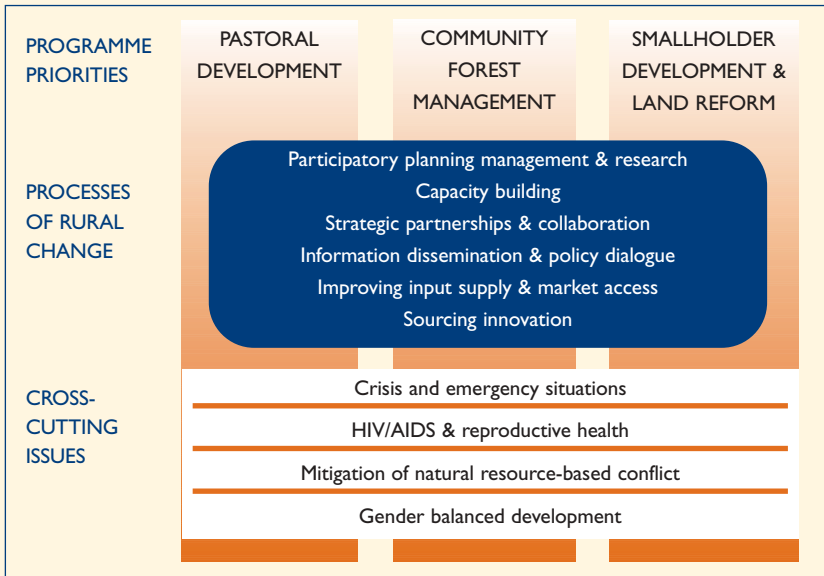 PROGRAMME
PRIORITIES
PASTORAL
DEVELOPMENT
COMMUNITY
FOREST
MANAGEMENT
SMALLHOLDER
DEVELOPMENT &
LAND REFORM
PROCESSES
OF RURAL
CHANGE
Participatory planning management & research
Capacity building
Strategic partnerships & collaboration
Information dissemination & policy dialogue
Improving input supply & market access
Sourcing innovation
CROSS-
CUTTING
ISSUES
Crisis and emergency situations
HIV/AIDS & reproductive health
Mitigation of natural resource-based conflict
Gender balanced development